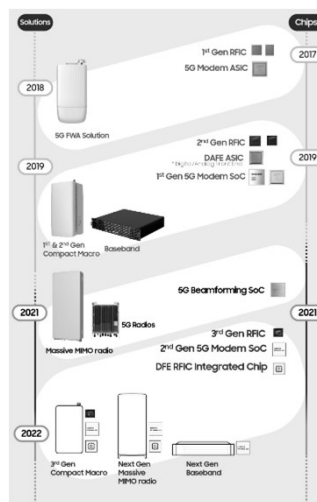 Solutions
Chips
1st Gen RFIC
5G Modem ASIC
2017
2018
5G FWA Solution
2nd Gen RFIC
DAFE ASIC
2019
2019
1st Gen 5G Modem SoC
1st & 2nd Gen
Compact Macro
Baseband
5G Beamforming SoC
2021
2021
5G Radios
Massive MIMO radio
3rd Gen RFIC
2nd Gen 5G Modem SoC
DFE RFIC Integrated Chip
2022
3rd Gen
Compact Macro
Next Gen
Massive
MIMO radio
Next Gen
Baseband